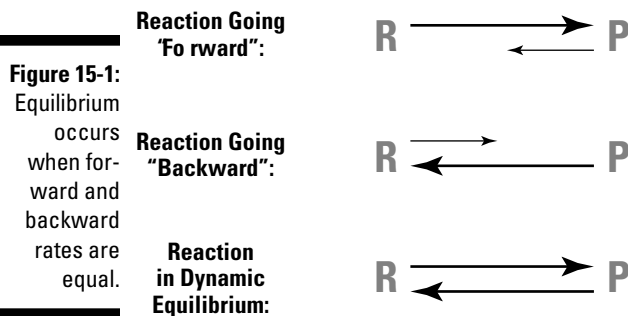 Figure 15-1:
Equilibrium
occurs
when for-
ward and
backward
rates are
equal.
Reaction Going
“Fo rward”:
R P
Reaction Going
“Backward”:
R P
Reaction
in Dynamic
Equilibrium:
R P